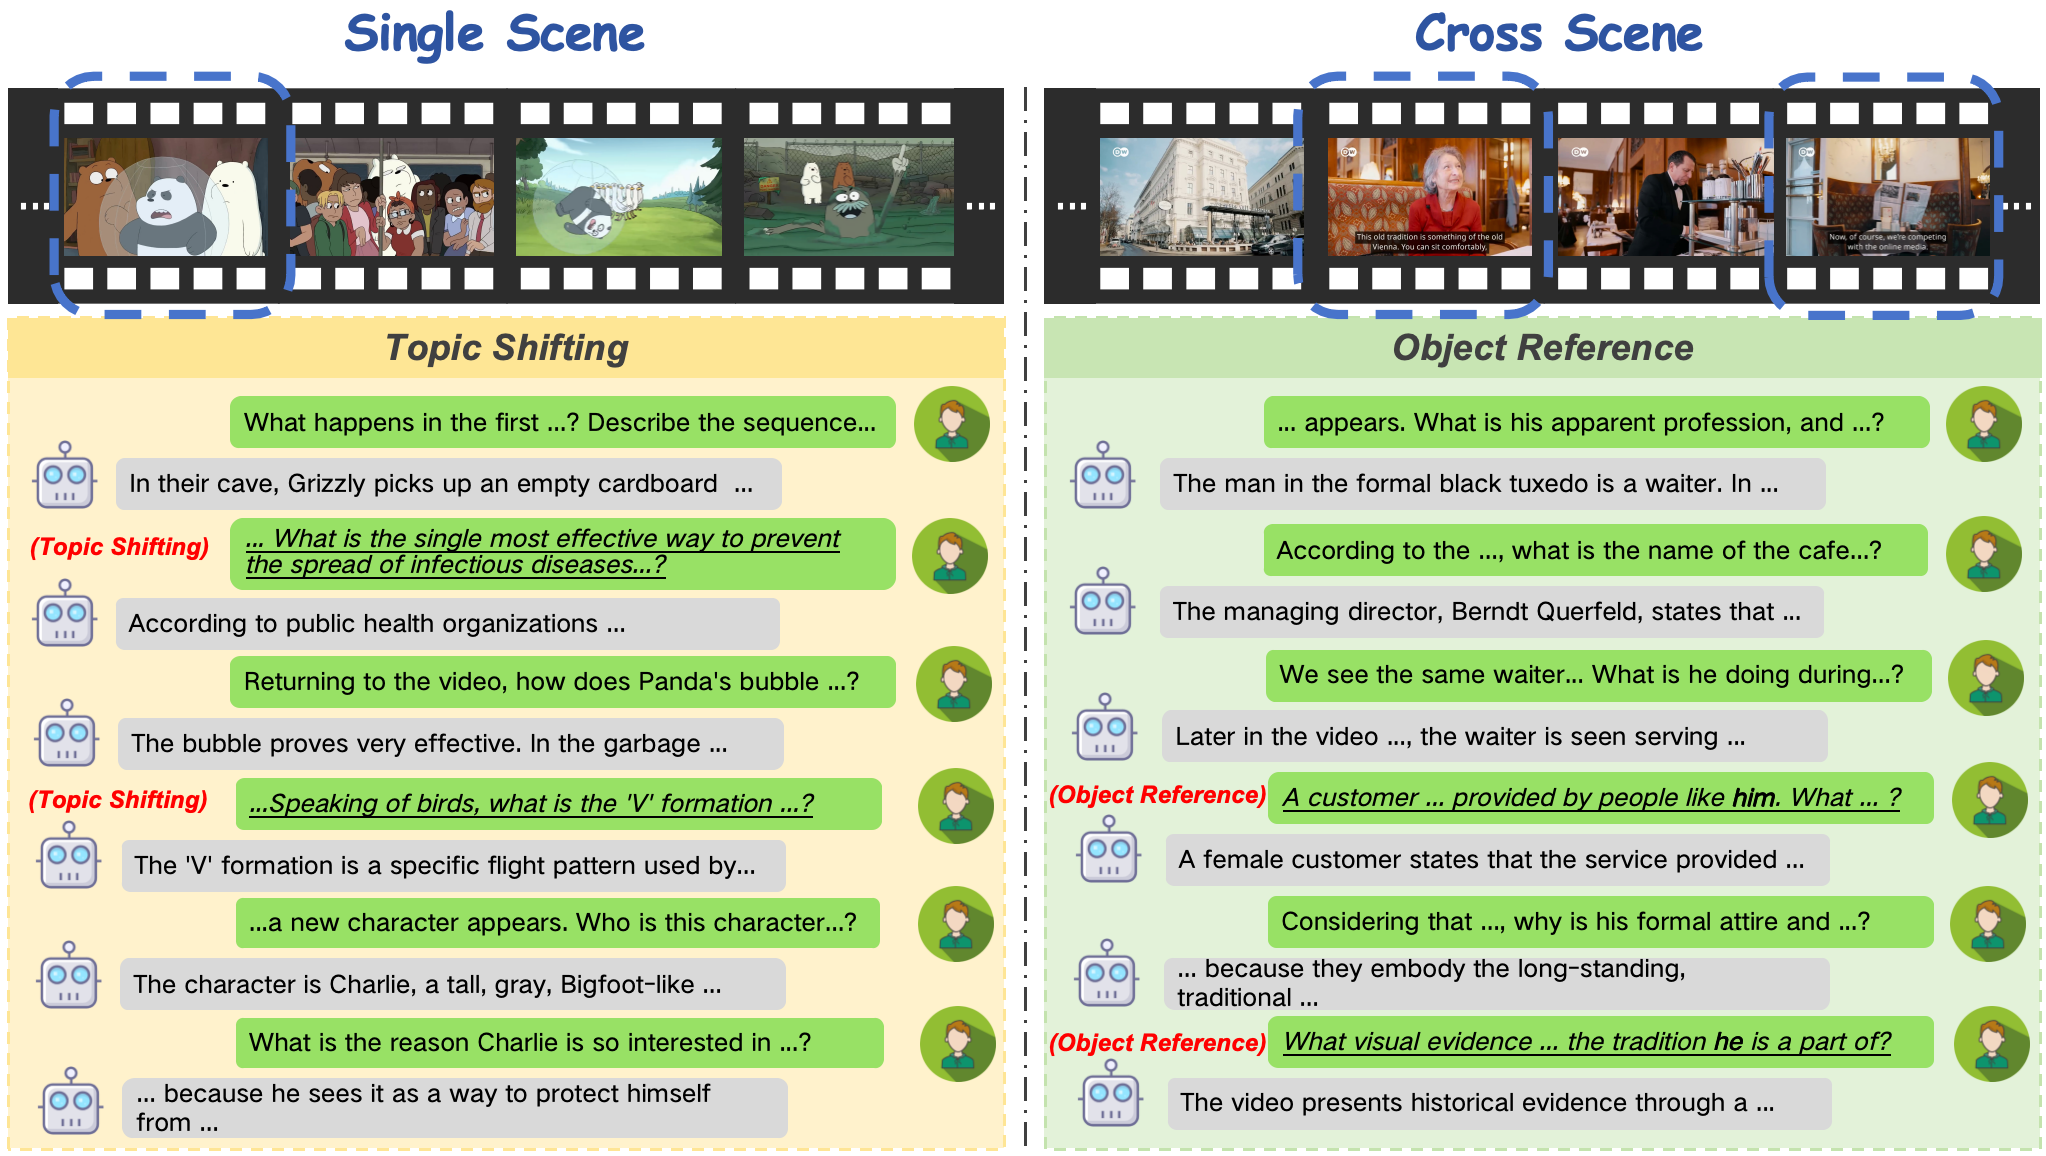 Single Scene
Cross Scene
...
...
...
DW
DW
This old tradition is something of the old
Vienna. You can sit comfortably.
DW
DW
Now, of course, we're competing
with the online media.
...
Topic Shifting
What happens in the first ...? Describe the sequence...
In their cave, Grizzly picks up an empty cardboard ...
(Topic Shifting)
... What is the single most effective way to prevent
the spread of infectious diseases...?
According to public health organizations ...
Returning to the video, how does Panda's bubble ...?
The bubble proves very effective. In the garbage ...
(Topic Shifting)
...Speaking of birds, what is the 'V' formation ...?
The 'V' formation is a specific flight pattern used by...
...a new character appears. Who is this character...?
The character is Charlie, a tall, gray, Bigfoot-like ...
What is the reason Charlie is so interested in ...?
... because he sees it as a way to protect himself
from ...
Object Reference
... appears. What is his apparent profession, and ...?
The man in the formal black tuxedo is a waiter. In ...
According to the ..., what is the name of the cafe...?
The managing director, Berndt Querfeld, states that ...
We see the same waiter... What is he doing during...?
Later in the video ..., the waiter is seen serving ...
(Object Reference)
A customer ... provided by people like him. What ... ?
A female customer states that the service provided ...
Considering that ..., why is his formal attire and ...?
... because they embody the long-standing,
traditional ...
(Object Reference)
What visual evidence ... the tradition he is a part of?
The video presents historical evidence through a ...